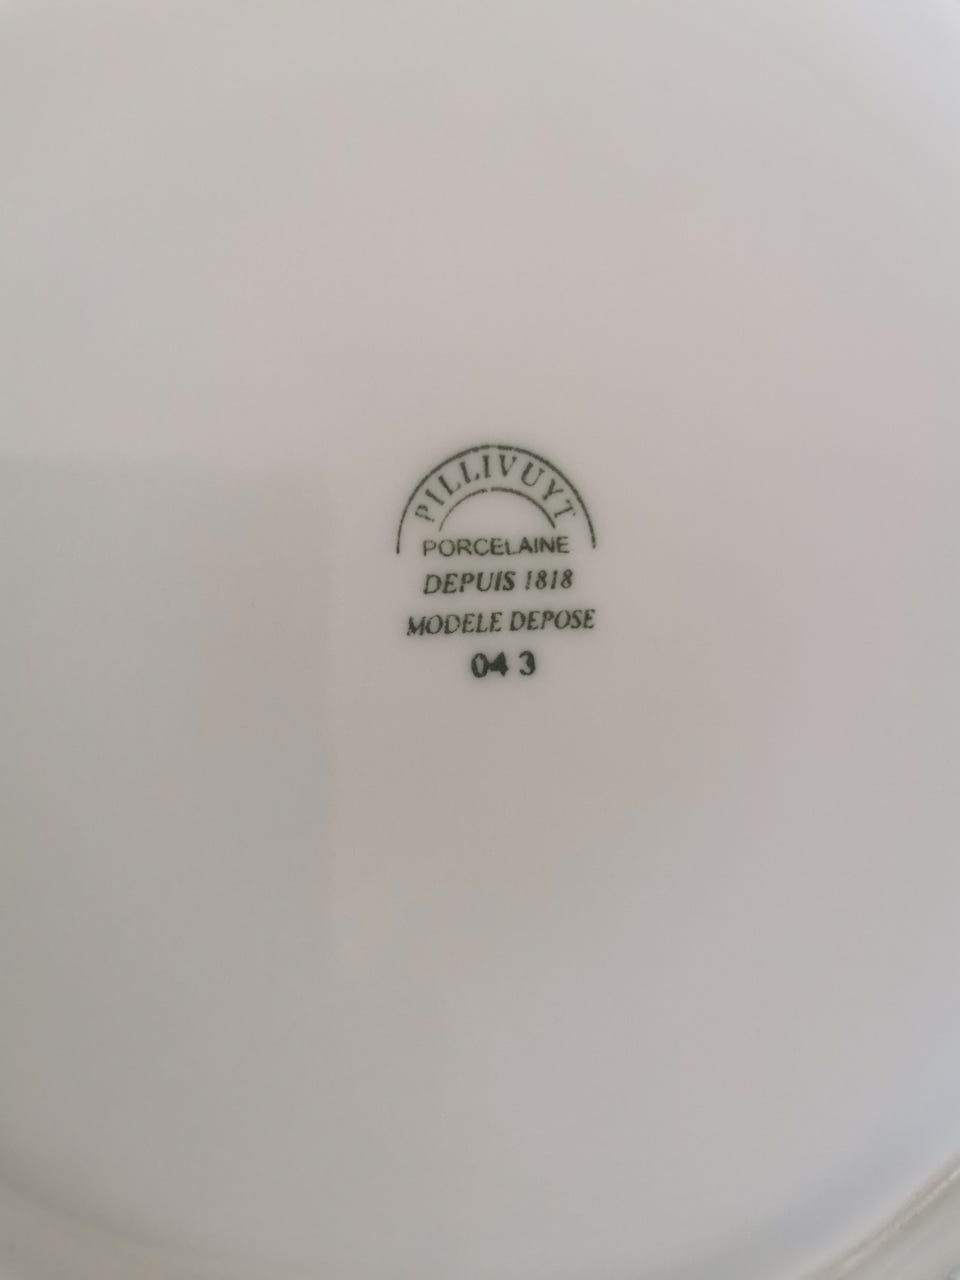 PILLIVUYT
PORCELAINE
DEPUIS 1818
MODELE DEPOSE
04 3